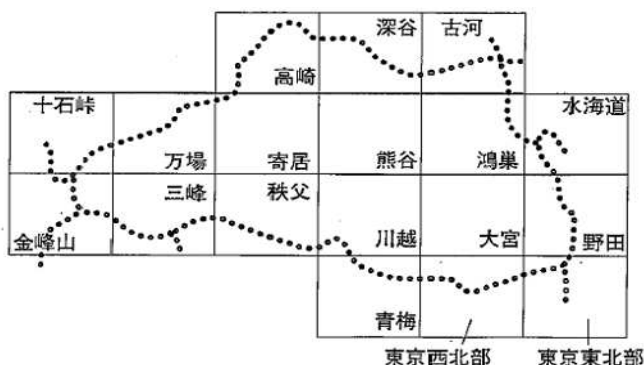 深谷 古河
高崎
十石峠 水海道
万場 寄居 熊谷 鴻巣
三峰 秩父
金峰山 川越 大宮 野田
青梅
東京西北部 東京東北部